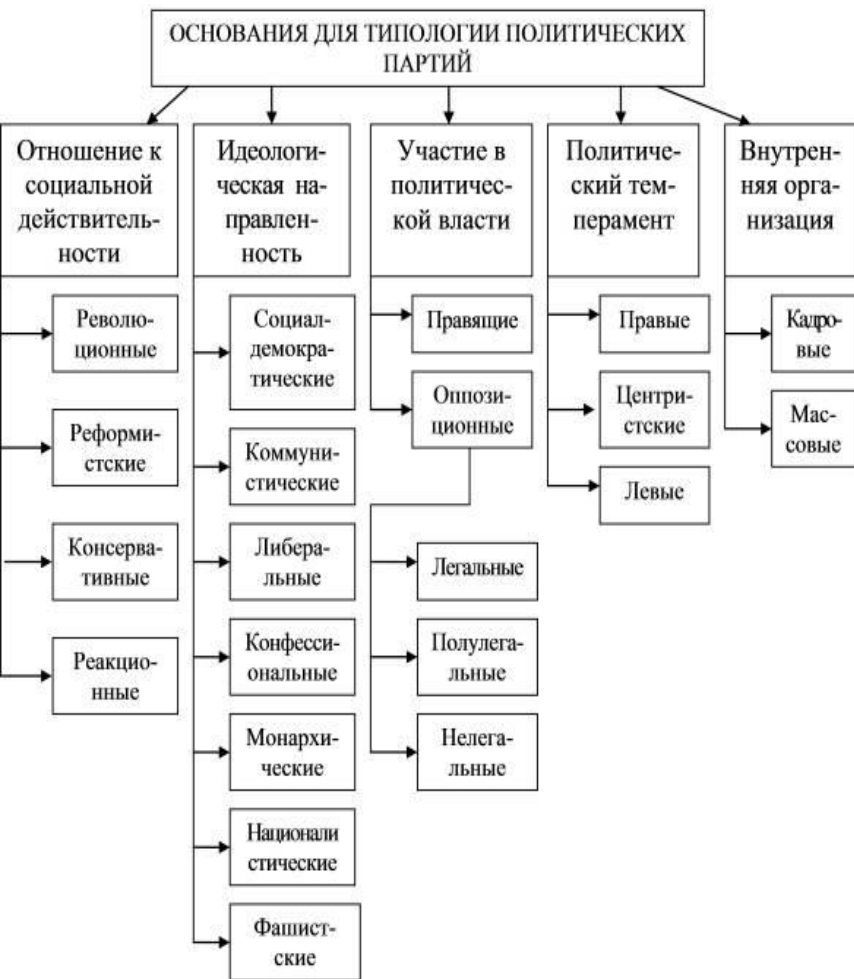 ОСНОВАНИЯ ДЛЯ ТИПОЛОГИИ ПОЛИТИЧЕСКИХ
ПАРТИЙ
Отношение к
социальной
действитель-
ности
Революци-
онные
Реформи-
стские
Консерва-
тивные
Реакцион-
нные
Идеологи-
ческая на-
правлен-
ность
Социал-
демокра-
тические
Коммуни-
стические
Либера-
льные
Конфесси-
ональные
Монархи-
ческие
Национали
стические
Фашист-
ские
Участие в
политичес-
кой власти
Правящие
Оппози-
ционные
Легальные
Полулега-
льные
Нелега-
льные
Политиче-
ский тем-
перамент
Правые
Центри-
стские
Левые
Внутрен-
няя орга-
низация
Кадро-
вые
Мас-
совые